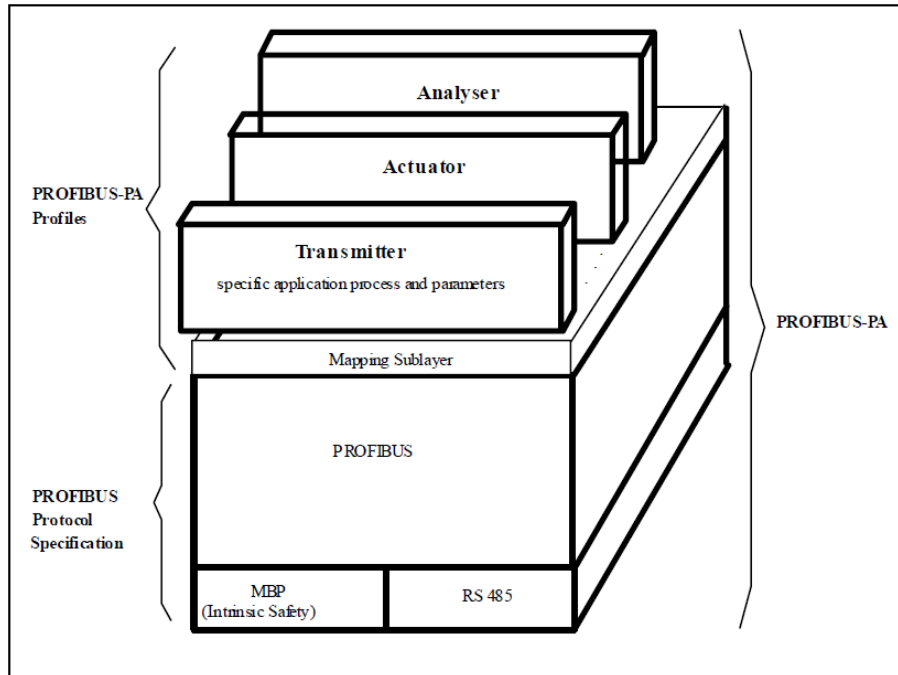 Analyser
Actuator
PROFIBUS-PA
Profiles
Transmitter
specific application process and parameters
PROFIBUS-PA
Mapping Sublayer
PROFIBUS
PROFIBUS
Protocol
Specification
MBP
(Intrinsic Safety)
RS 485